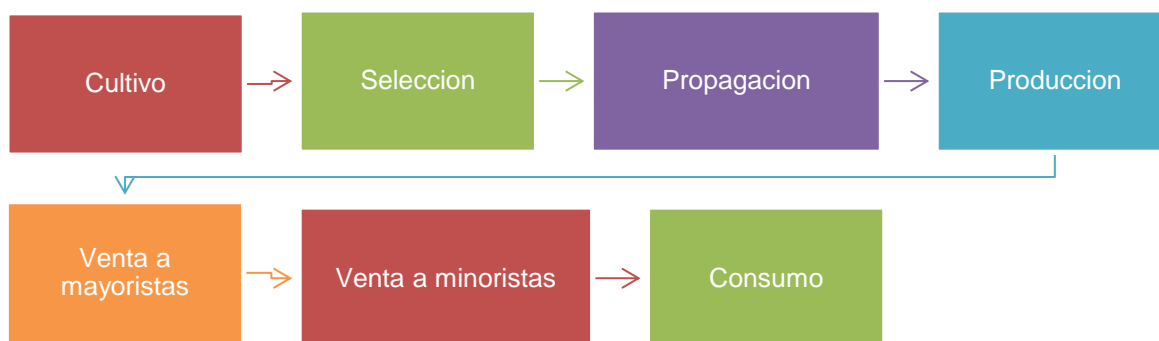 Cultivo
Seleccion
Propagacion
Produccion
Venta a
mayoristas
Venta a minoristas
Consumo